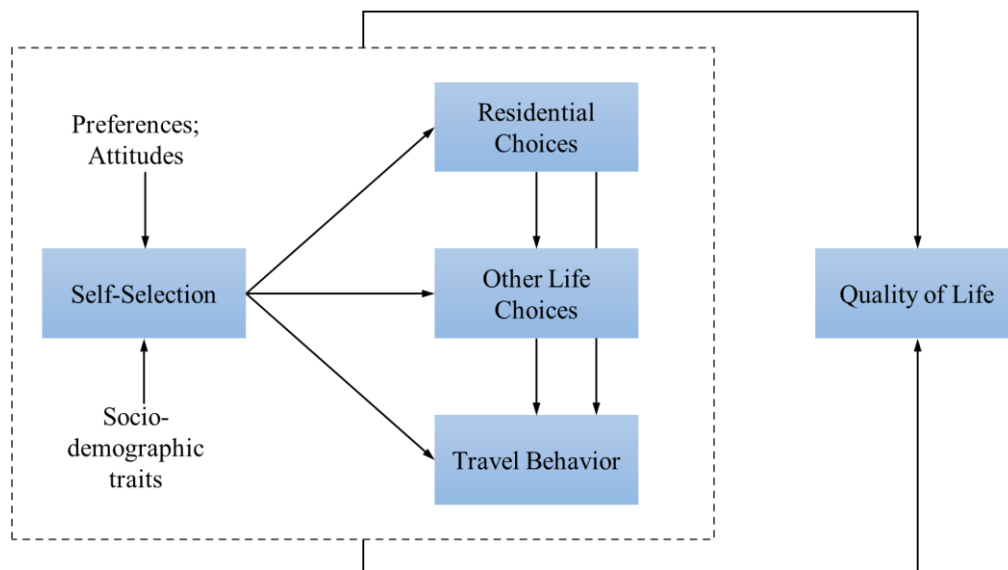 Preferences;
Attitudes
Self-Selection
Socio-
demographic
traits
Residential
Choices
Other Life
Choices
Travel Behavior
Quality of Life